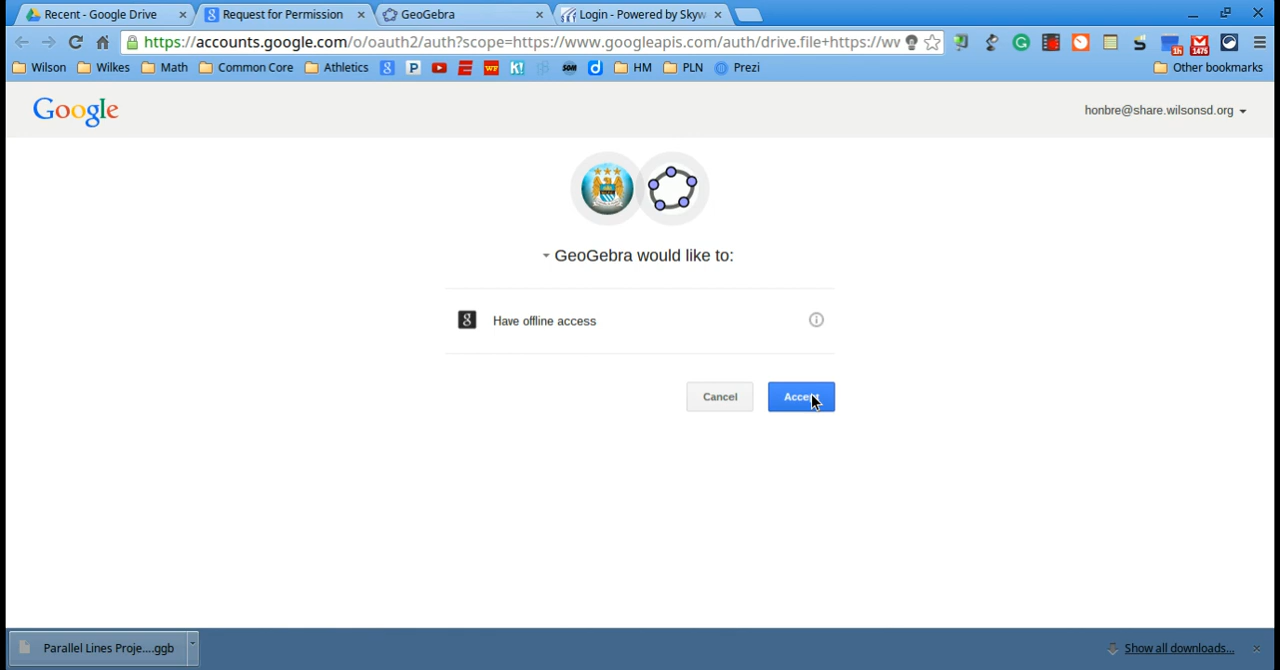 Recent - Google Drive × Request for Permission × GeoGebra × Login - Powered by Skyw ×
https://accounts.google.com/o/oauth2/auth?scope=https://www.googleapis.com/auth/drive.file+https://wv
Wilson Wilkes Math Common Core Athletics HM PLN Prezi Other bookmarks
Google honbre@share.wilsonsd.org
GeoGebra would like to:
Have offline access
Cancel Accept
Parallel Lines Proje....ggb Show all downloads...